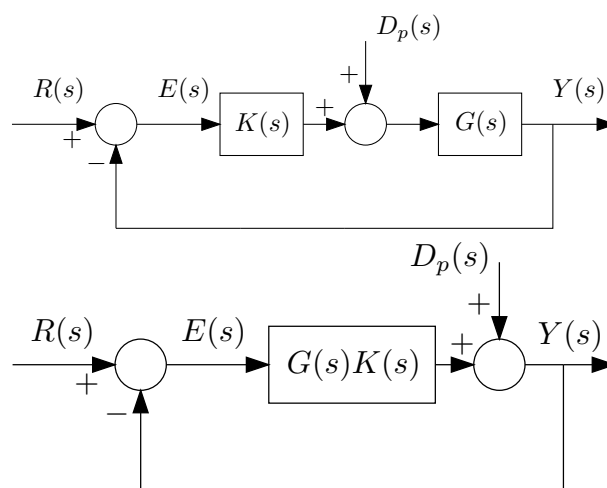 D_p(s)
R(s) E(s) K(s) G(s) Y(s)
+ − + +
D_p(s)
R(s) E(s) G(s)K(s) Y(s)
+ − + +